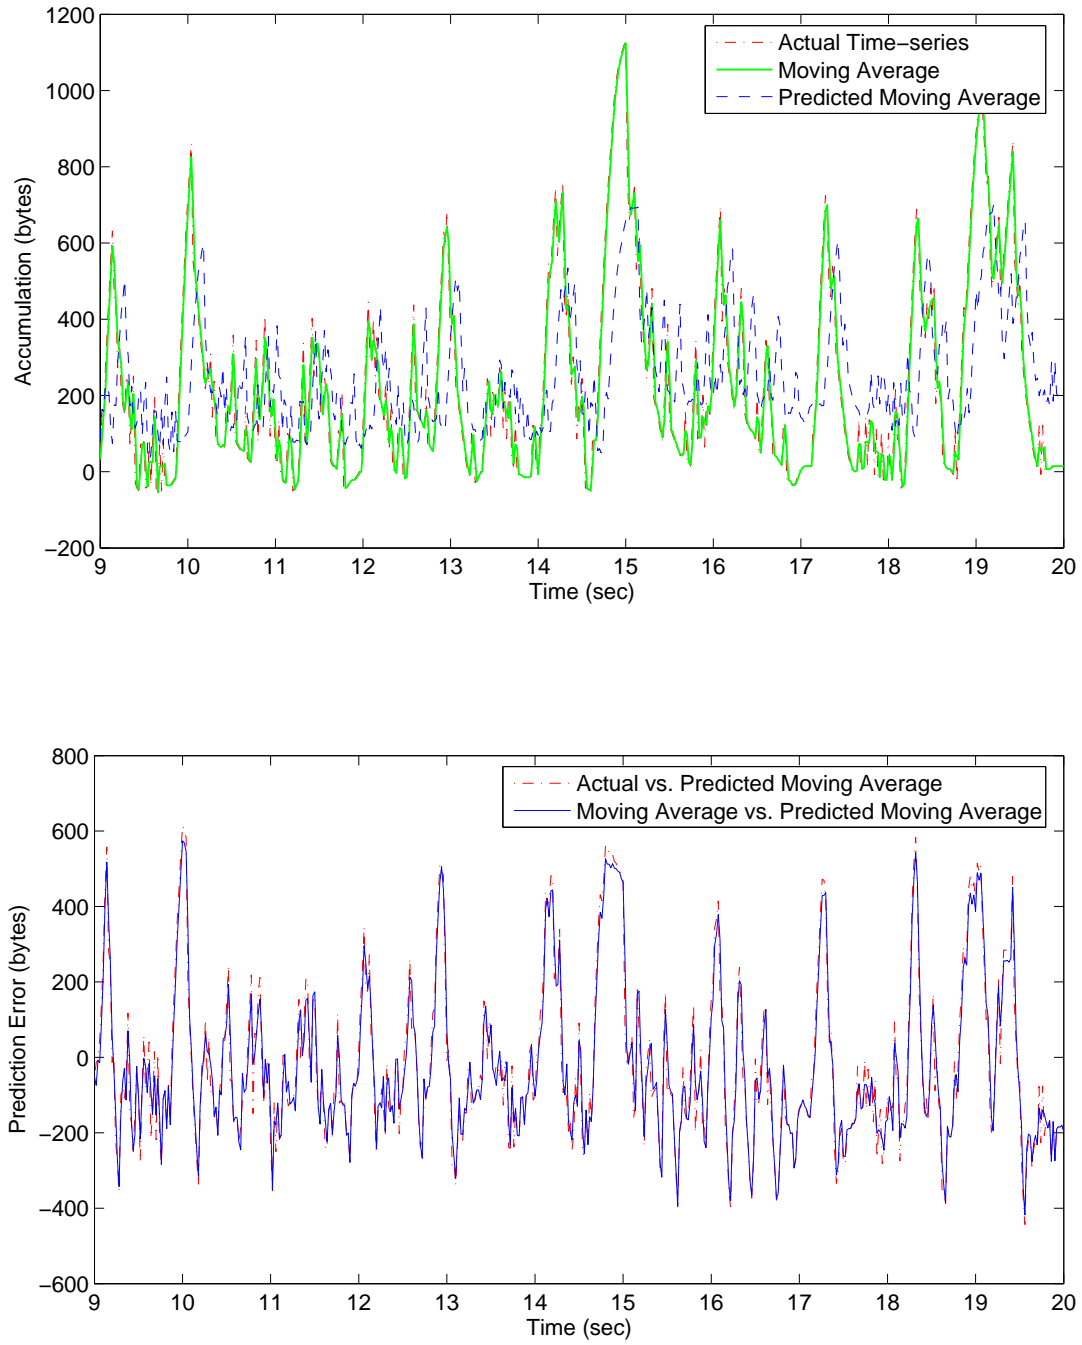 1200
1000
800
600
400
200
0
−200
Accumulation (bytes)
Actual Time−series
Moving Average
Predicted Moving Average
9 10 11 12 13 14 15 16 17 18 19 20
Time (sec)
800
600
400
200
0
−200
−400
−600
Prediction Error (bytes)
Actual vs. Predicted Moving Average
Moving Average vs. Predicted Moving Average
9 10 11 12 13 14 15 16 17 18 19 20
Time (sec)